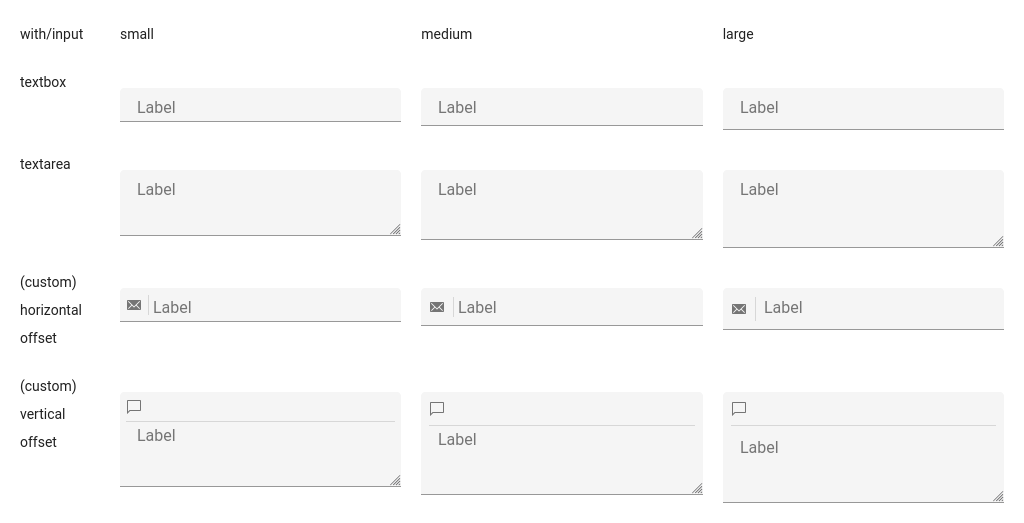 with/input small medium large
textbox
Label Label Label
textarea
Label Label Label
(custom)
horizontal
offset
Label Label Label
(custom)
vertical
offset
Label Label Label